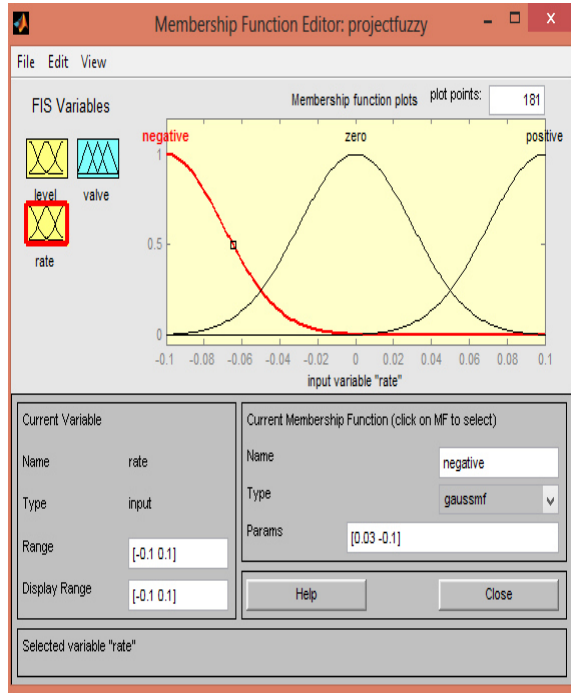 Membership Function Editor: projectfuzzy
File Edit View
FIS Variables
level valve
rate
Membership function plots plot points: 181
negative zero positive
1
0.5
0
-0.1 -0.08 -0.06 -0.04 -0.02 0 0.02 0.04 0.06 0.08 0.1
input variable "rate"
Current Variable
Name rate
Type input
Range [-0.1 0.1]
Display Range [-0.1 0.1]
Current Membership Function (click on MF to select)
Name negative
Type gaussmf
Params [0.03 -0.1]
Help Close
Selected variable "rate"